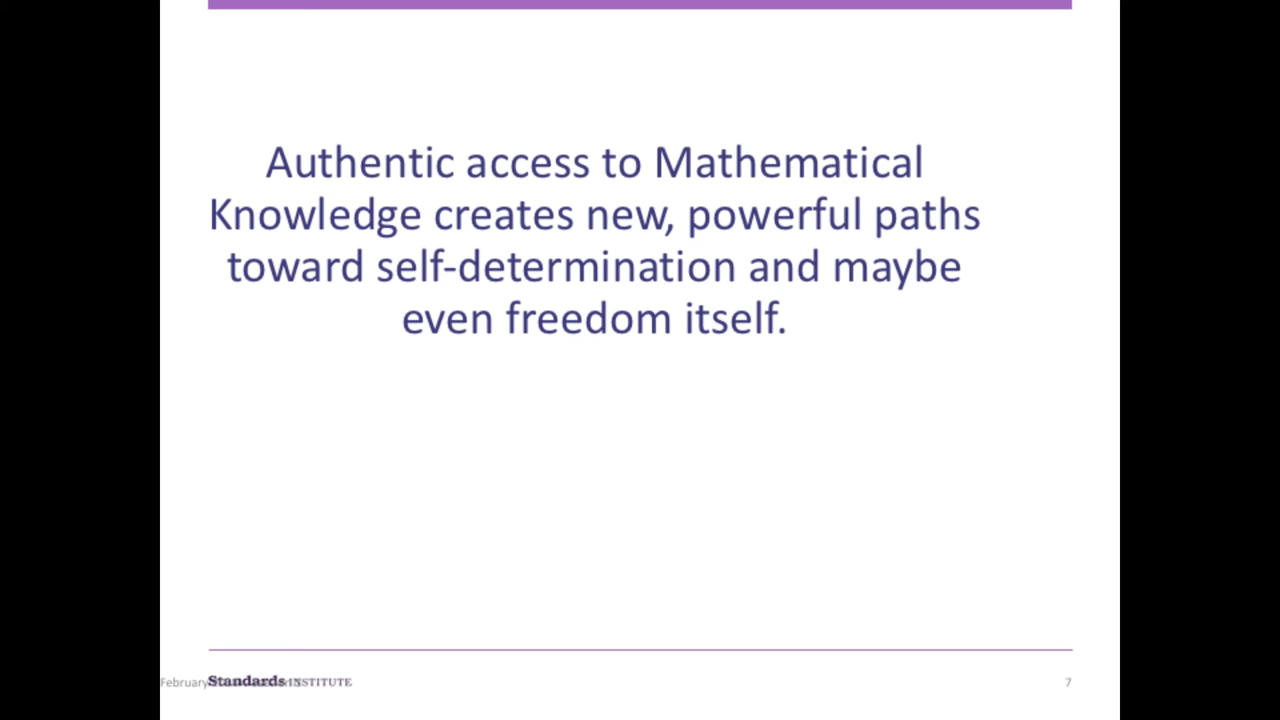 Authentic access to Mathematical
Knowledge creates new, powerful paths
toward self-determination and maybe
even freedom itself.
February
Standards INSTITUTE
7